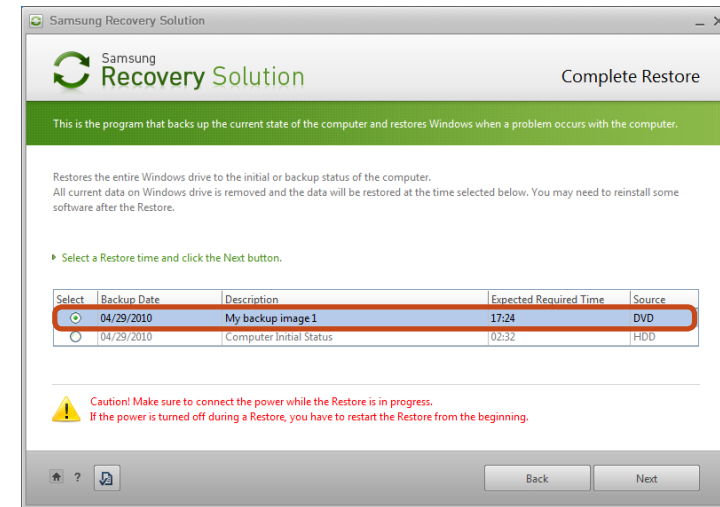 Samsung Recovery Solution
Samsung
Recovery Solution
Complete Restore
This is the program that backs up the current state of the computer and restores Windows when a problem occurs with the computer.
Restores the entire Windows drive to the initial or backup status of the computer.
All current data on Windows drive is removed and the data will be restored at the time selected below. You may need to reinstall some
software after the Restore.
Select a Restore time and click the Next button.
Select Backup Date Description Expected Required Time Source
04/29/2010 My backup image 1 17:24 DVD
04/29/2010 Computer Initial Status 02:32 HDD
Caution! Make sure to connect the power while the Restore is in progress.
If the power is turned off during a Restore, you have to restart the Restore from the beginning.
? Back Next